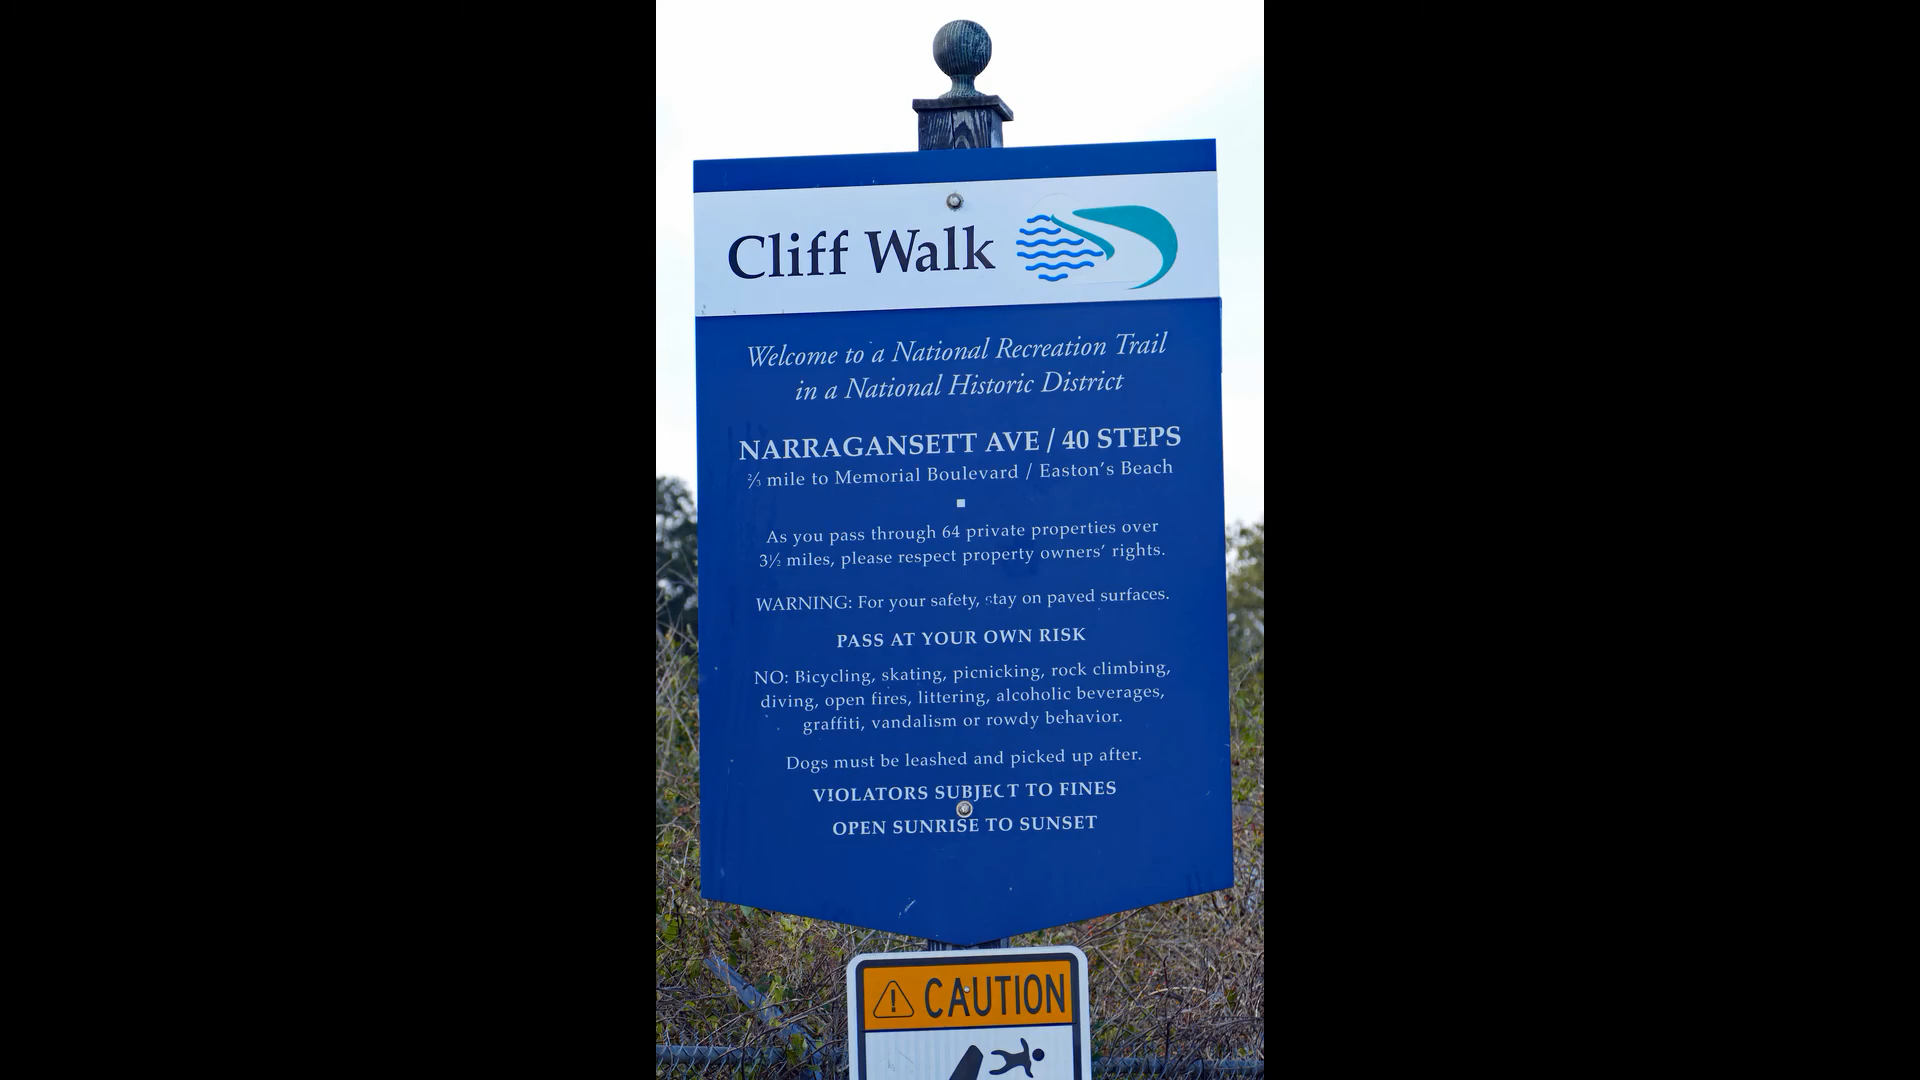 Cliff Walk
Welcome to a National Recreation Trail
in a National Historic District
NARRAGANSETT AVE / 40 STEPS
⅔ mile to Memorial Boulevard / Easton's Beach
As you pass through 64 private properties over
3½ miles, please respect property owners' rights.
WARNING: For your safety, stay on paved surfaces.
PASS AT YOUR OWN RISK
NO: Bicycling, skating, picnicking, rock climbing,
diving, open fires, littering, alcoholic beverages,
graffiti, vandalism or rowdy behavior.
Dogs must be leashed and picked up after.
VIOLATORS SUBJECT TO FINES
OPEN SUNRISE TO SUNSET
CAUTION